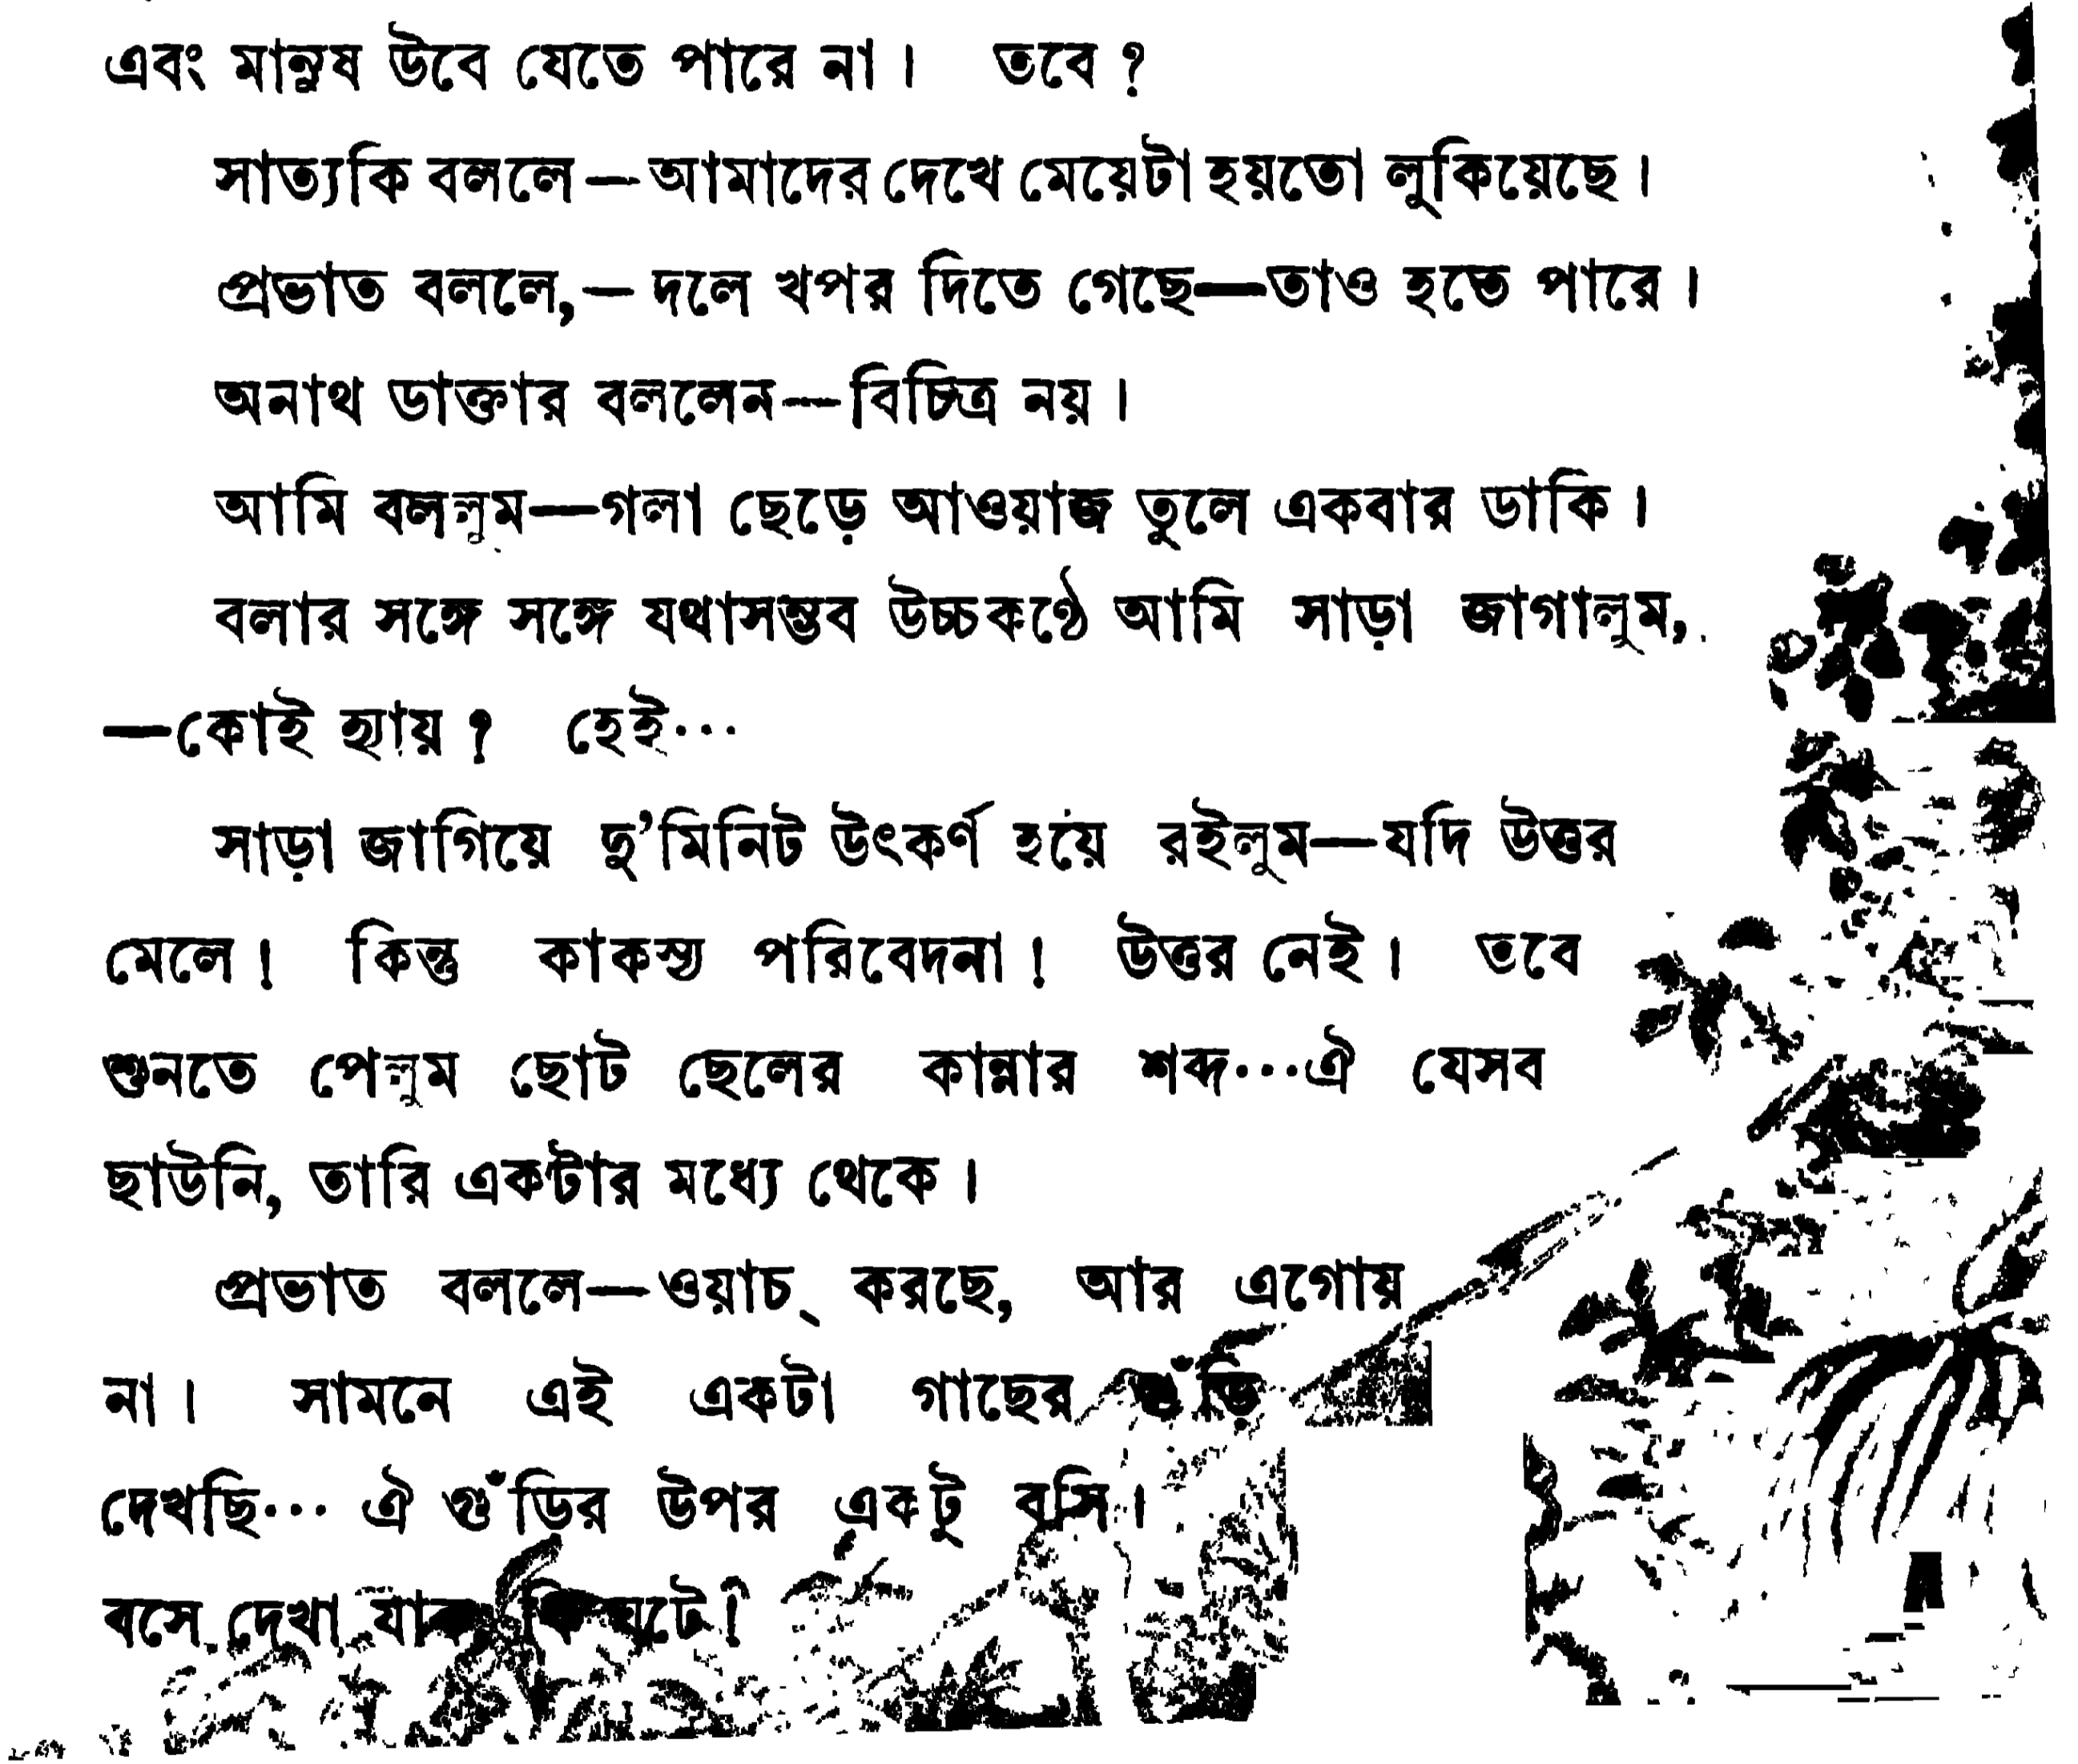 এবং মানুষ উবে যেতে পারে না। তবে?
সাত্যকি বললে—আমাদের দেখে মেয়েটা হয়তো লুকিয়েছে।
প্রভাত বললে,—দলে খপর দিতে গেছে—তাও হতে পারে।
অনাথ ডাক্তার বললেন—বিচিত্র নয়।
আমি বললুম—গলা ছেড়ে আওয়াজ তুলে একবার ডাকি।
বলার সঙ্গে সঙ্গে যথাসম্ভব উচ্চকণ্ঠে আমি সাড়া জাগালুম,
—কোই হ্যায়? হেই···
সাড়া জাগিয়ে দু'মিনিট উৎকর্ণ হয়ে রইলুম—যদি উত্তর
মেলে! কিন্তু কাকস্য পরিবেদনা! উত্তর নেই। তবে
শুনতে পেলুম ছোট ছেলের কান্নার শব্দ···ঐ যেসব
ছাউনি, তারি একটার মধ্যে থেকে।
প্রভাত বললে—ওয়াচ্ করছে, আর এগোয়
না। সামনে এই একটা গাছের গুঁড়ি
দেখছি··· ঐ গুঁড়ির উপর একটু বসি।
বসে দেখা যাক কি ঘটে!